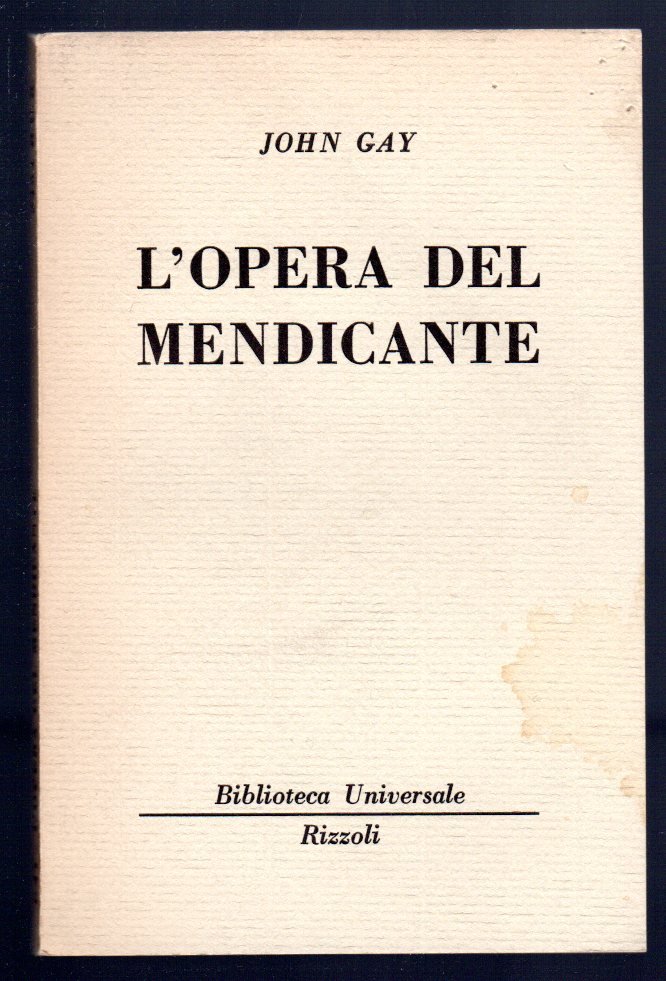 JOHN GAY
L'OPERA DEL
MENDICANTE
Biblioteca Universale
Rizzoli